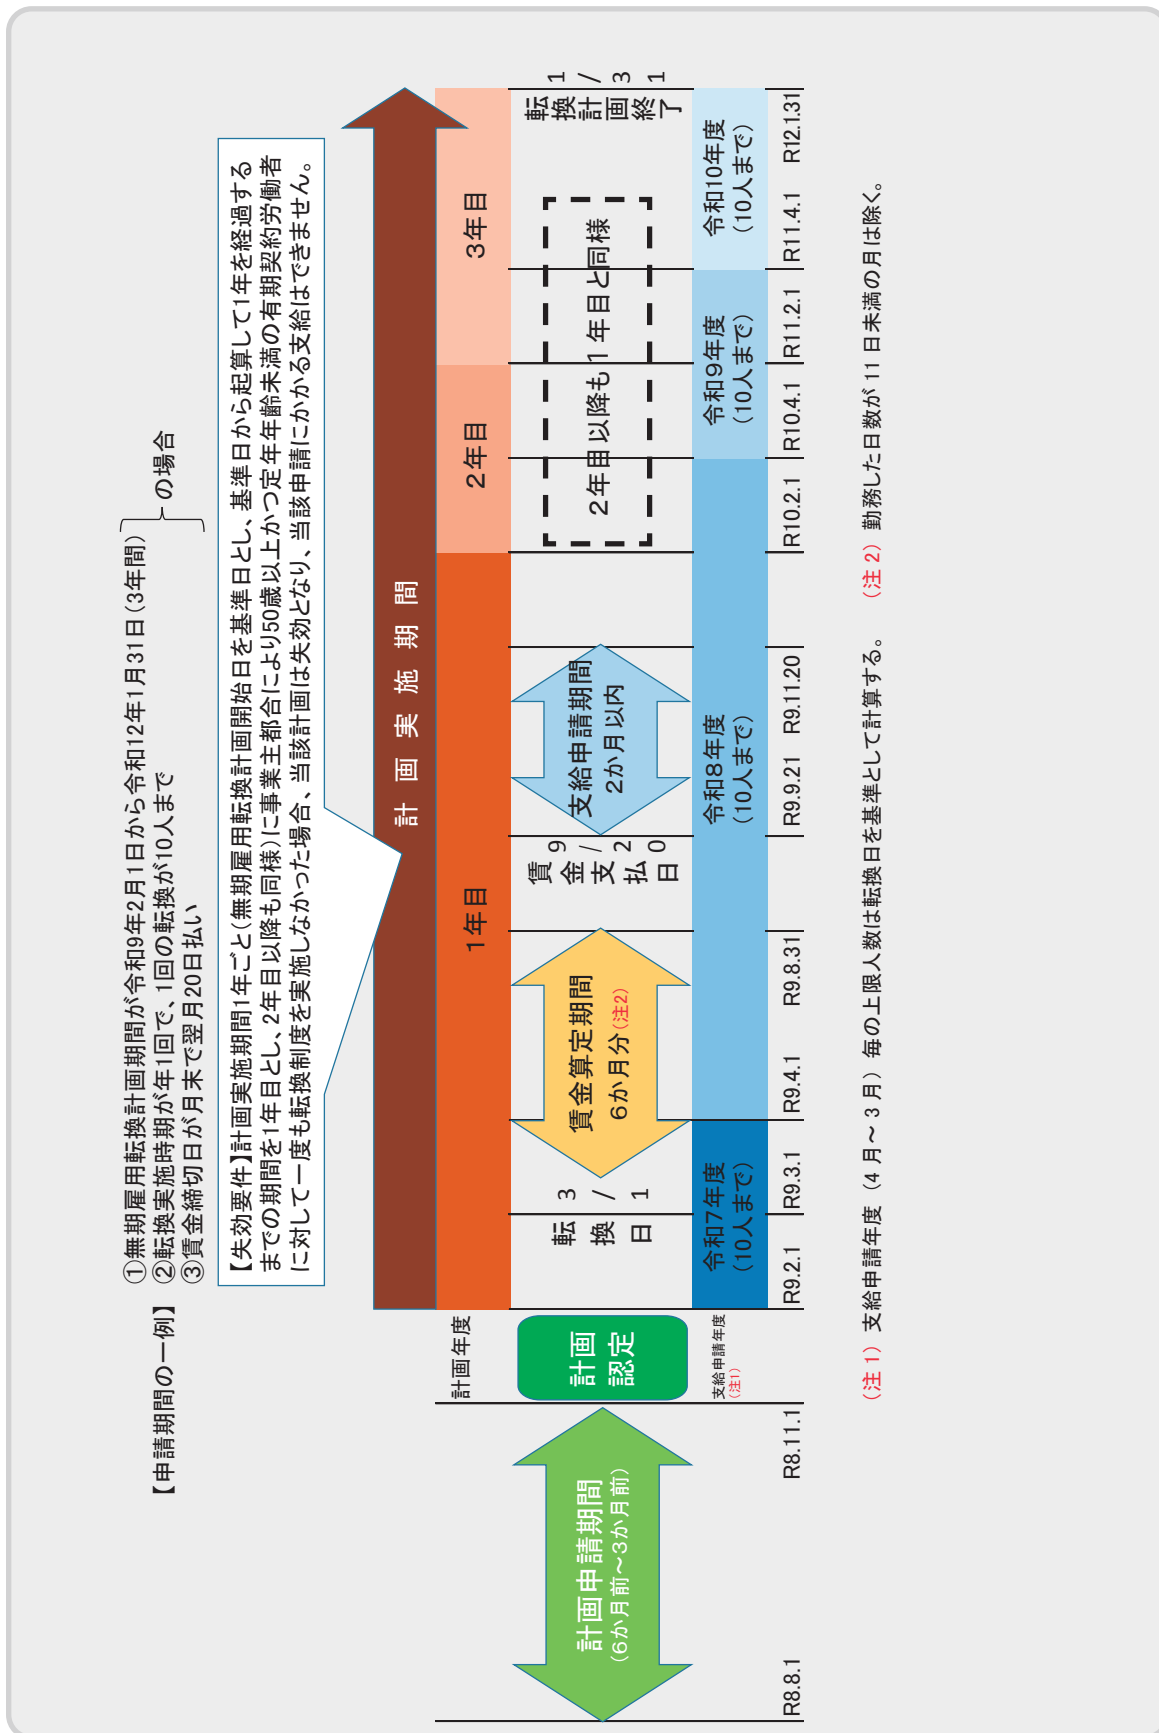 【申請期間の一例】 ①無期雇用転換計画期間が令和9年2月1日から令和12年1月31日(3年間)
②転換実施時期が年1回で、1回の転換が10人まで
③賃金締切日が月末で翌月20日払い
の場合
【失効要件】計画実施期間1年ごと(無期雇用転換計画開始日を基準日とし、基準日から起算して1年を経過する
までの期間を1年目とし、2年目以降も同様)に事業主都合により50歳以上かつ定年年齢未満の有期契約労働者
に対して一度も転換制度を実施しなかった場合、当該計画は失効となり、当該申請にかかる支給はできません。
計画実施期間
計画年度
1年目
2年目
3年目
計画申請期間
(6か月前～3か月前)
計画
認定
転換日
3/1
賃金算定期間
6か月分(注2)
賃金支払日
9/20
支給申請期間
2か月以内
2年目以降も1年目と同様
転換計画終了
1/31
支給申請年度
(注1)
令和7年度
(10人まで)
令和8年度
(10人まで)
令和9年度
(10人まで)
令和10年度
(10人まで)
R8.8.1
R8.11.1
R9.2.1
R9.3.1
R9.4.1
R9.8.31
R9.9.21
R9.11.20
R10.2.1
R10.4.1
R11.2.1
R11.4.1
R12.1.31
(注1) 支給申請年度(4月～3月)毎の上限人数は転換日を基準として計算する。
(注2) 勤務した日数が11日未満の月は除く。